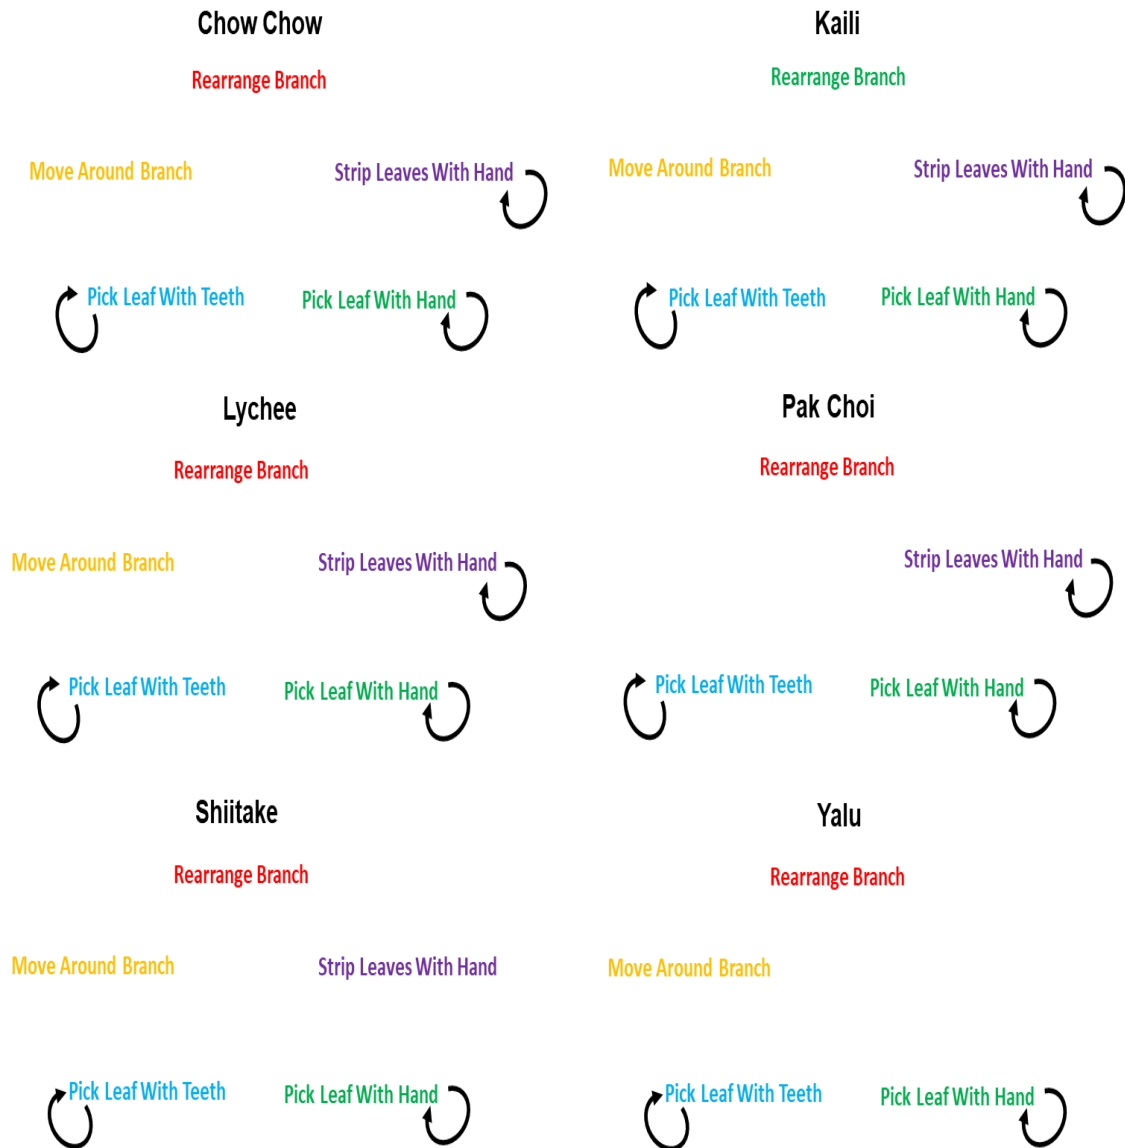 Chow Chow
Rearrange Branch
Move Around Branch
Strip Leaves With Hand
Pick Leaf With Teeth
Pick Leaf With Hand
Kaili
Rearrange Branch
Move Around Branch
Strip Leaves With Hand
Pick Leaf With Teeth
Pick Leaf With Hand
Lychee
Rearrange Branch
Move Around Branch
Strip Leaves With Hand
Pick Leaf With Teeth
Pick Leaf With Hand
Pak Choi
Rearrange Branch
Strip Leaves With Hand
Pick Leaf With Teeth
Pick Leaf With Hand
Shiitake
Rearrange Branch
Move Around Branch
Strip Leaves With Hand
Pick Leaf With Teeth
Pick Leaf With Hand
Yalu
Rearrange Branch
Move Around Branch
Pick Leaf With Teeth
Pick Leaf With Hand